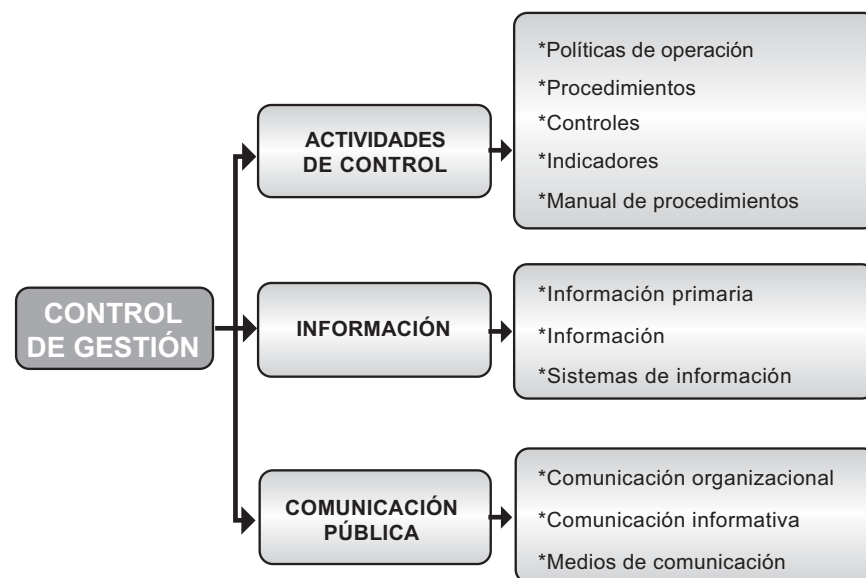 CONTROL
DE GESTIÓN
ACTIVIDADES
DE CONTROL
*Políticas de operación
*Procedimientos
*Controles
*Indicadores
*Manual de procedimientos
INFORMACIÓN
*Información primaria
*Información
*Sistemas de información
COMUNICACIÓN
PÚBLICA
*Comunicación organizacional
*Comunicación informativa
*Medios de comunicación